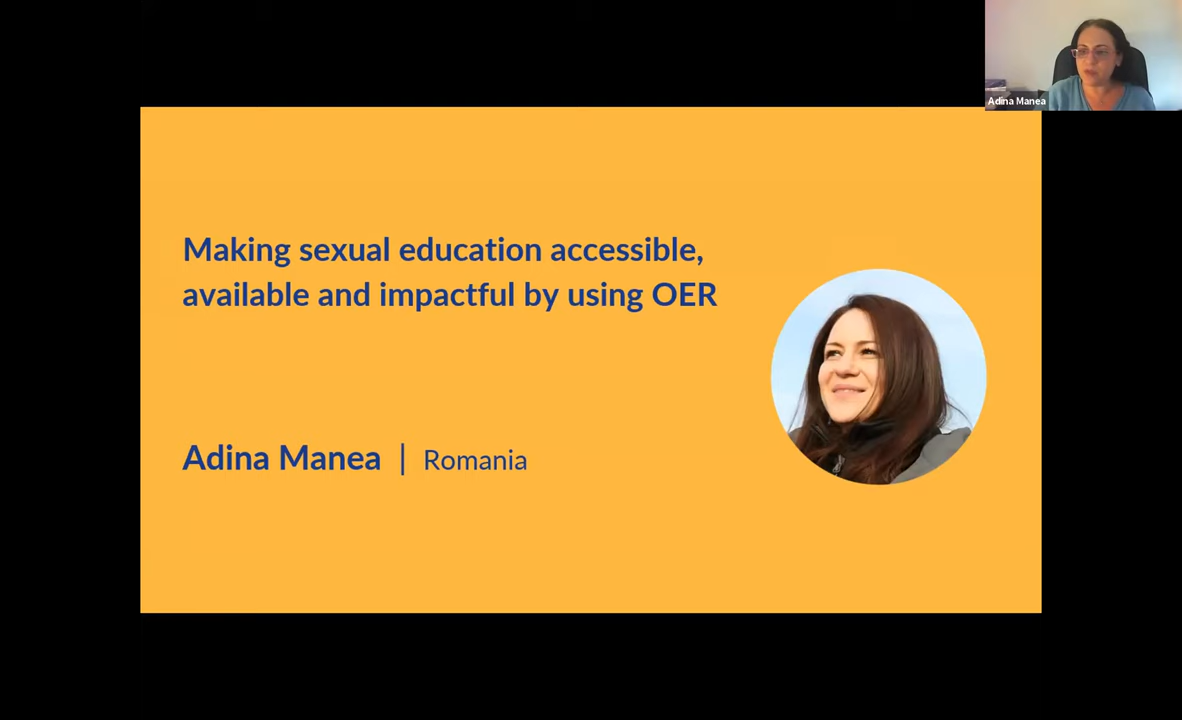 Adina Manea
Making sexual education accessible,
available and impactful by using OER
Adina Manea | Romania